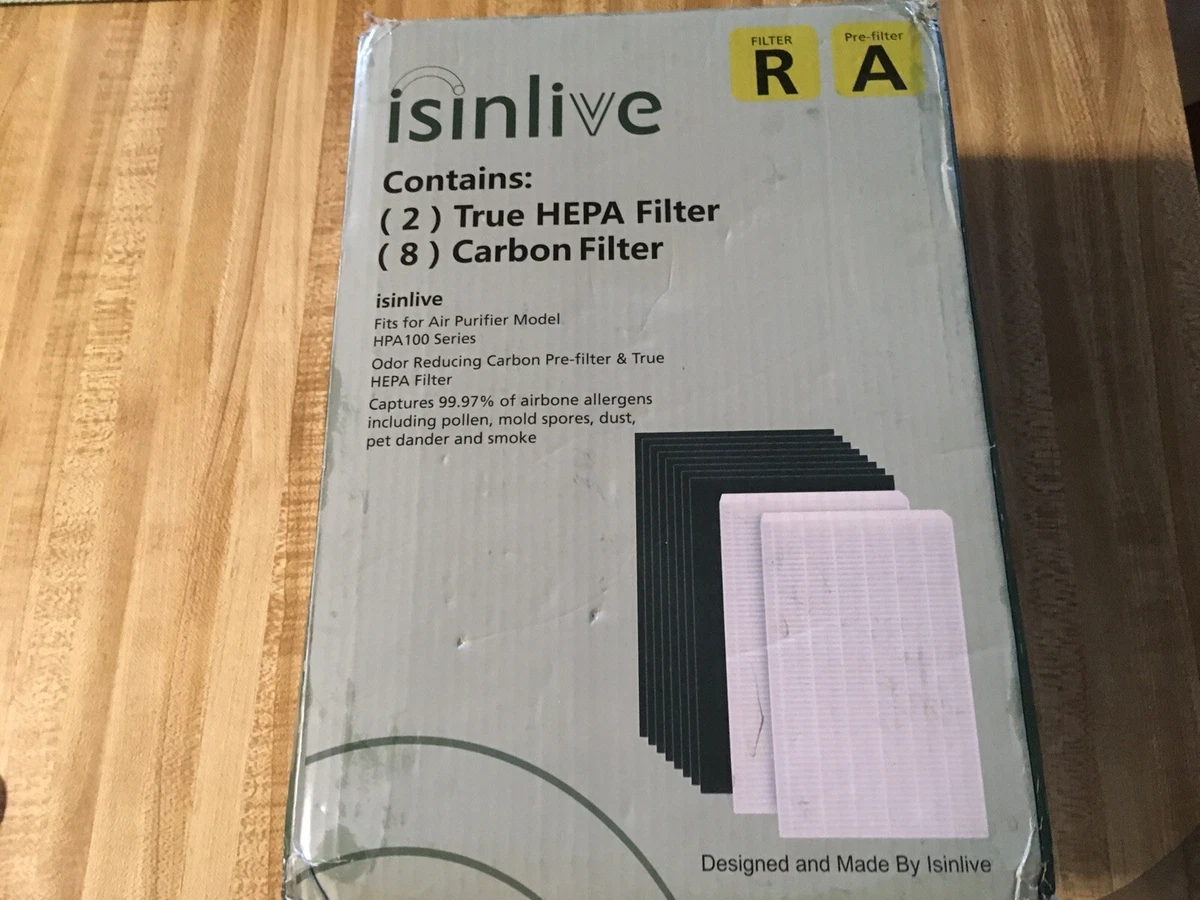 FILTER
R
Pre-filter
A
isinlive
Contains:
( 2 ) True HEPA Filter
( 8 ) Carbon Filter
isinlive
Fits for Air Purifier Model
HPA100 Series
Odor Reducing Carbon Pre-filter & True
HEPA Filter
Captures 99.97% of airbone allergens
including pollen, mold spores, dust,
pet dander and smoke
Designed and Made By Isinlive